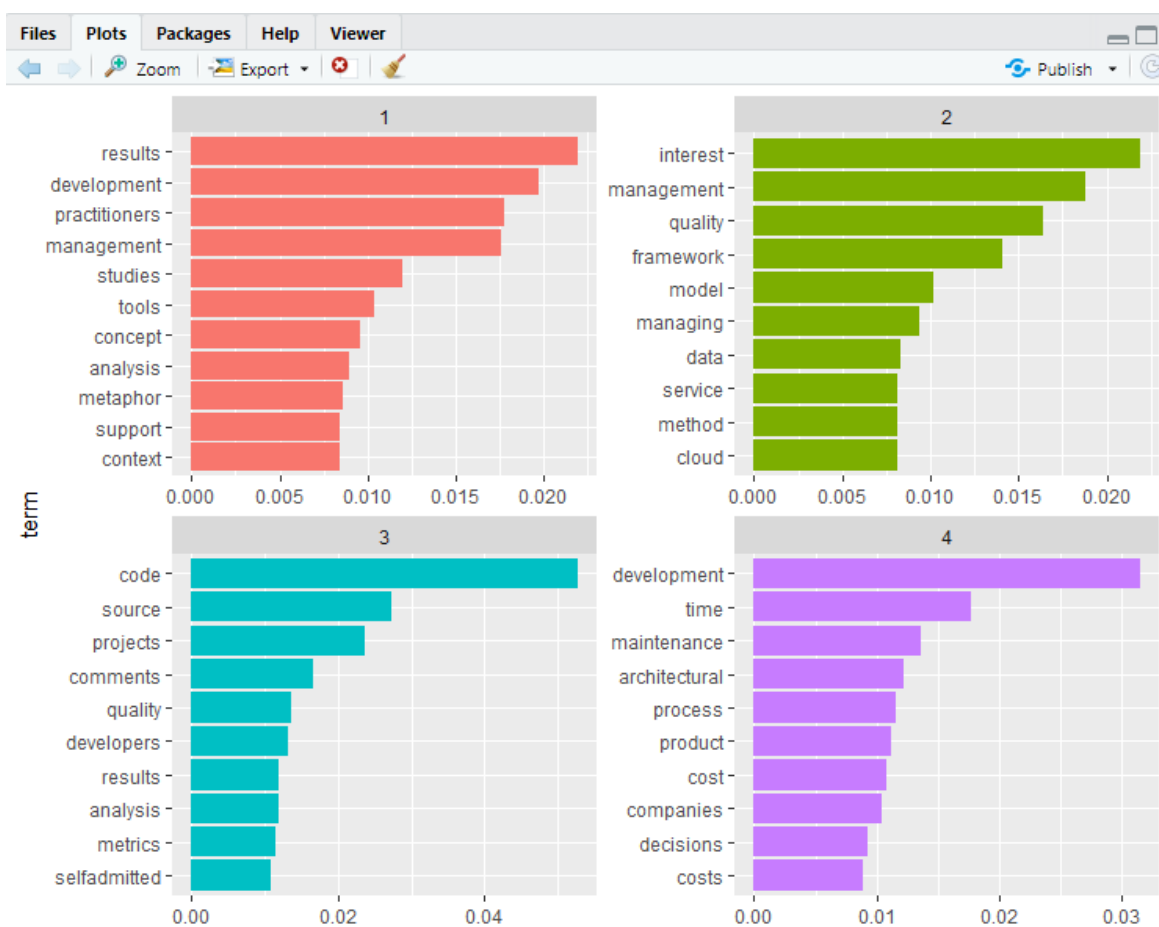 Files Plots Packages Help Viewer
Zoom Export Publish
term
1
results
development
practitioners
management
studies
tools
concept
analysis
metaphor
support
context
0.000 0.005 0.010 0.015 0.020
2
interest
management
quality
framework
model
managing
data
service
method
cloud
0.000 0.005 0.010 0.015 0.020
3
code
source
projects
comments
quality
developers
results
analysis
metrics
selfadmitted
0.00 0.02 0.04
4
development
time
maintenance
architectural
process
product
cost
companies
decisions
costs
0.00 0.01 0.02 0.03